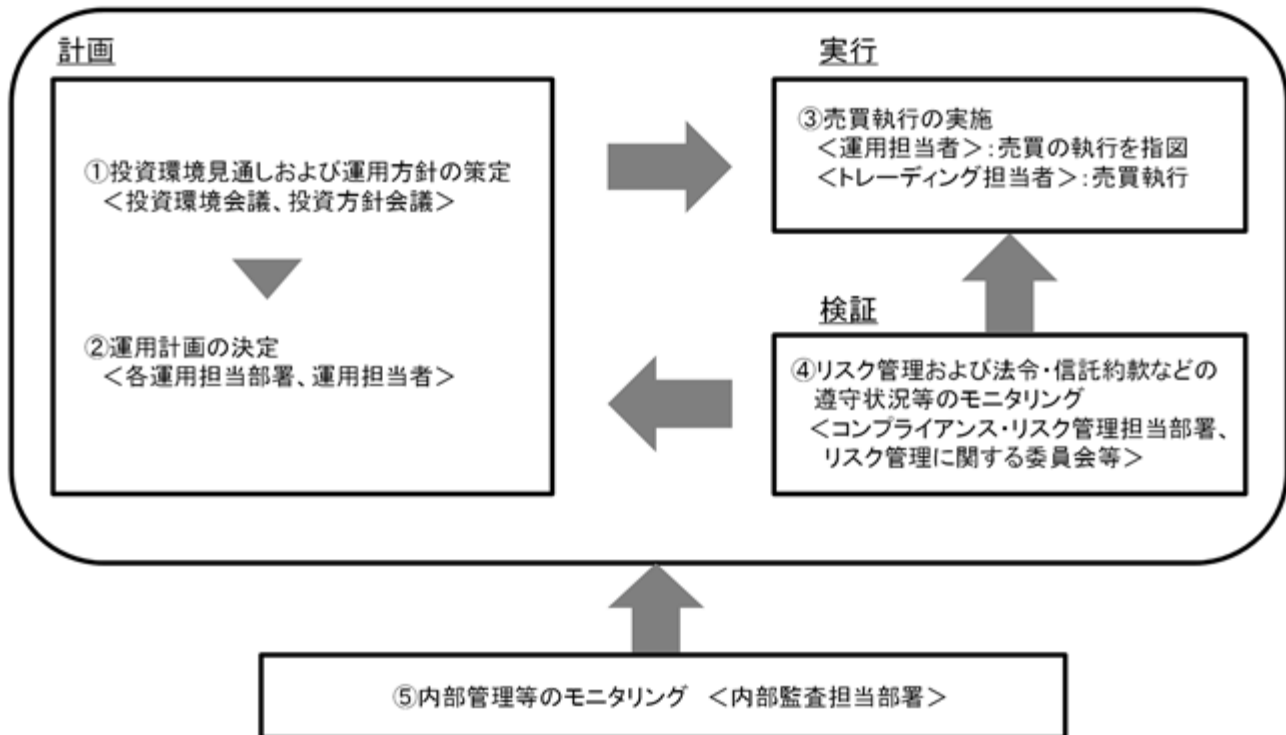 計画
①投資環境見通しおよび運用方針の策定
＜投資環境会議、投資方針会議＞
②運用計画の決定
＜各運用担当部署、運用担当者＞
実行
③売買執行の実施
＜運用担当者＞：売買の執行を指図
＜トレーディング担当者＞：売買執行
検証
④リスク管理および法令・信託約款などの
遵守状況等のモニタリング
＜コンプライアンス・リスク管理担当部署、
リスク管理に関する委員会等＞
⑤内部管理等のモニタリング　＜内部監査担当部署＞